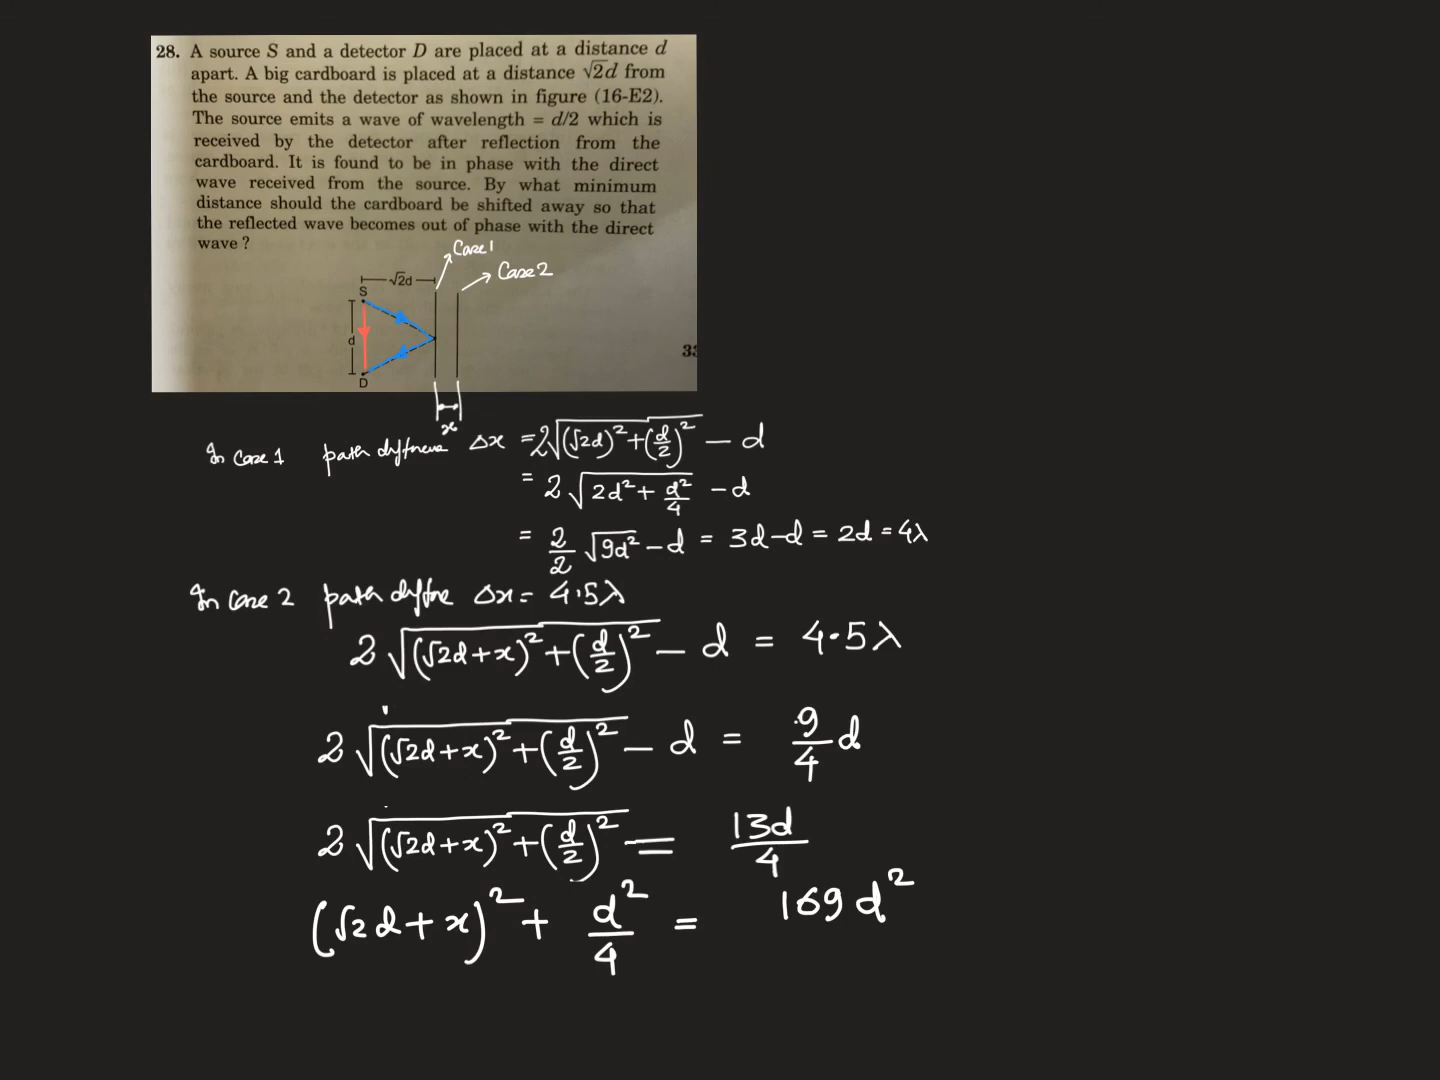 28. A source S and a detector D are placed at a distance d
apart. A big cardboard is placed at a distance √2d from
the source and the detector as shown in figure (16-E2).
The source emits a wave of wavelength = d/2 which is
received by the detector after reflection from the
cardboard. It is found to be in phase with the direct
wave received from the source. By what minimum
distance should the cardboard be shifted away so that
the reflected wave becomes out of phase with the direct
wave ?
Case 1
Case 2
√2d
S
d
D
33
x
In Case 1 path difference Δx = 2√((√2d)² + (d/2)²) − d
= 2√(2d² + d²/4) − d
= 2/2 √9d² − d = 3d−d = 2d = 4λ
In Case 2 path diffne Δx = 4.5λ
2√((√2d+x)² + (d/2)²) − d = 4.5λ
2√((√2d+x)² + (d/2)²) − d = 9/4 d
2√((√2d+x)² + (d/2)²) = 13d/4
(√2d+x)² + d²/4 = 169d²